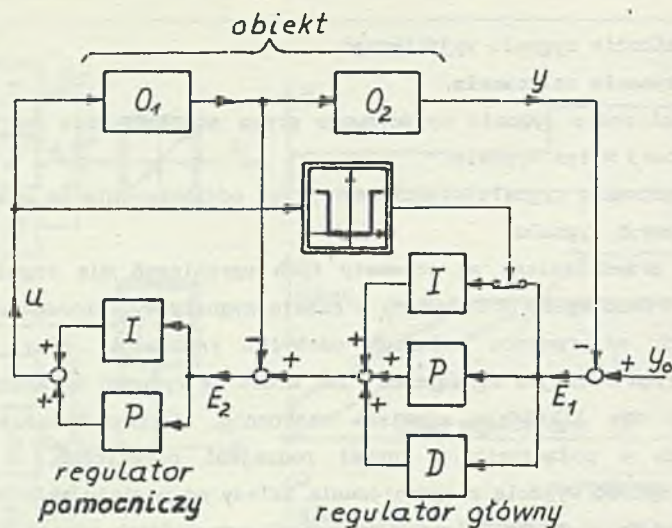 obiekt
O₁
O₂
y
u
I
I
+
-
+
+
-
+
P
E₂
+
P
E₁
+ y₀
+
D
regulator
pomocniczy
regulator główny